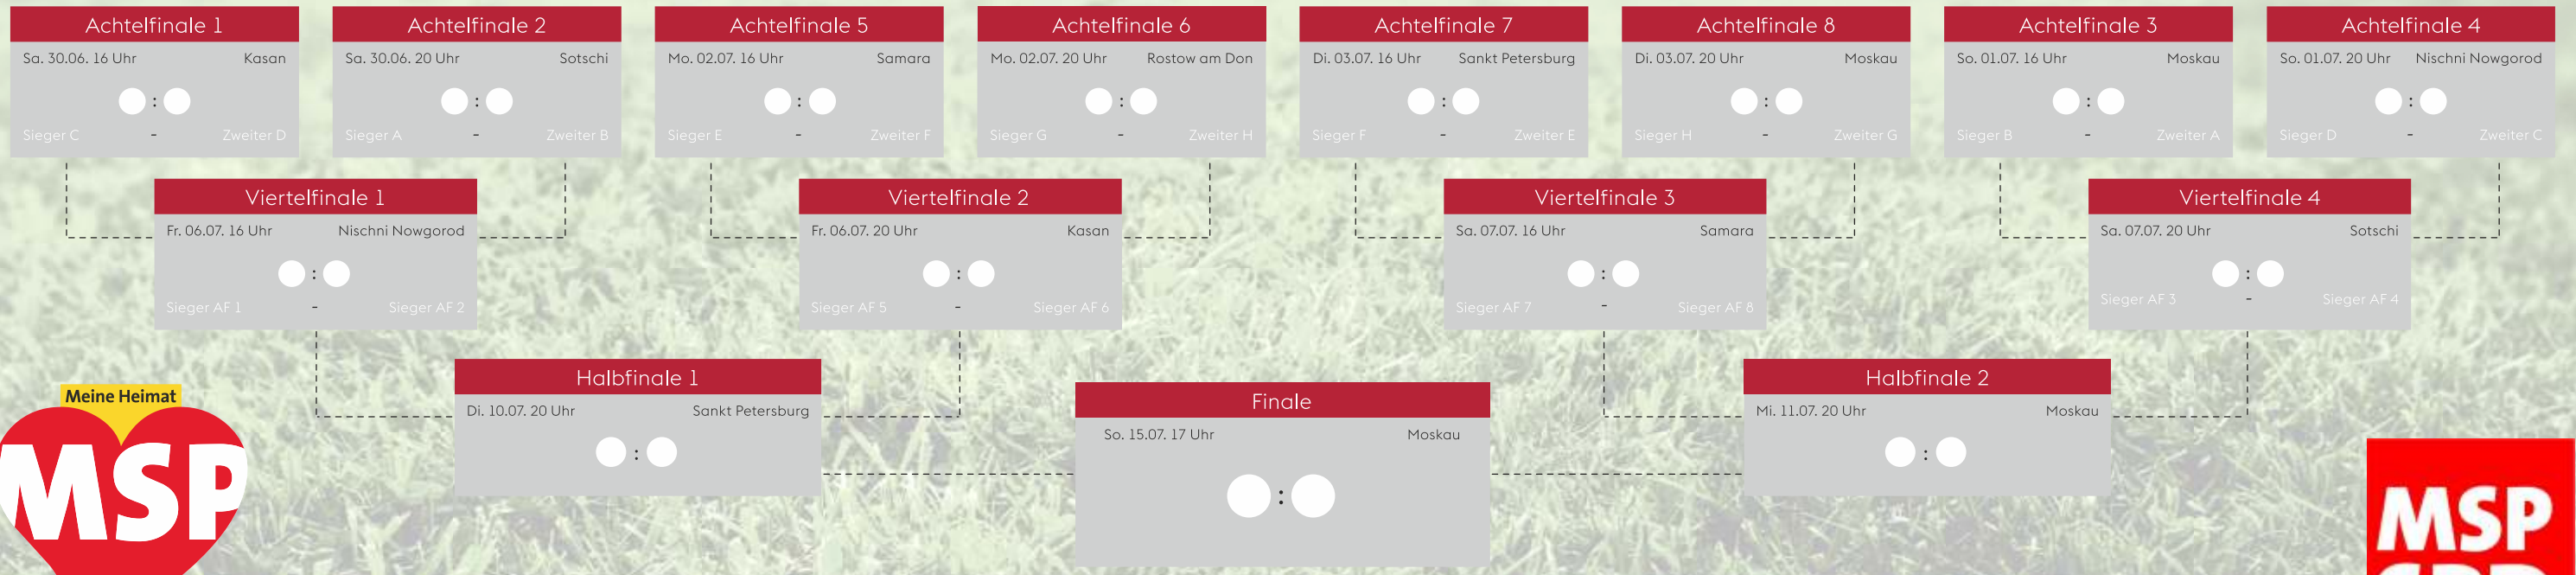 Achtelfinale 1
Sa. 30.06. 16 Uhr Kasan
:
Sieger C - Zweiter D
Achtelfinale 2
Sa. 30.06. 20 Uhr Sotschi
:
Sieger A - Zweiter B
Achtelfinale 5
Mo. 02.07. 16 Uhr Samara
:
Sieger E - Zweiter F
Achtelfinale 6
Mo. 02.07. 20 Uhr Rostow am Don
:
Sieger G - Zweiter H
Achtelfinale 7
Di. 03.07. 16 Uhr Sankt Petersburg
:
Sieger F - Zweiter E
Achtelfinale 8
Di. 03.07. 20 Uhr Moskau
:
Sieger H - Zweiter G
Achtelfinale 3
So. 01.07. 16 Uhr Moskau
:
Sieger B - Zweiter A
Achtelfinale 4
So. 01.07. 20 Uhr Nischni Nowgorod
:
Sieger D - Zweiter C
Viertelfinale 1
Fr. 06.07. 16 Uhr Nischni Nowgorod
:
Sieger AF 1 - Sieger AF 2
Viertelfinale 2
Fr. 06.07. 20 Uhr Kasan
:
Sieger AF 5 - Sieger AF 6
Viertelfinale 3
Sa. 07.07. 16 Uhr Samara
:
Sieger AF 7 - Sieger AF 8
Viertelfinale 4
Sa. 07.07. 20 Uhr Sotschi
:
Sieger AF 3 - Sieger AF 4
Halbfinale 1
Di. 10.07. 20 Uhr Sankt Petersburg
:
Finale
So. 15.07. 17 Uhr Moskau
:
Halbfinale 2
Mi. 11.07. 20 Uhr Moskau
:
Meine Heimat
MSP
MSP